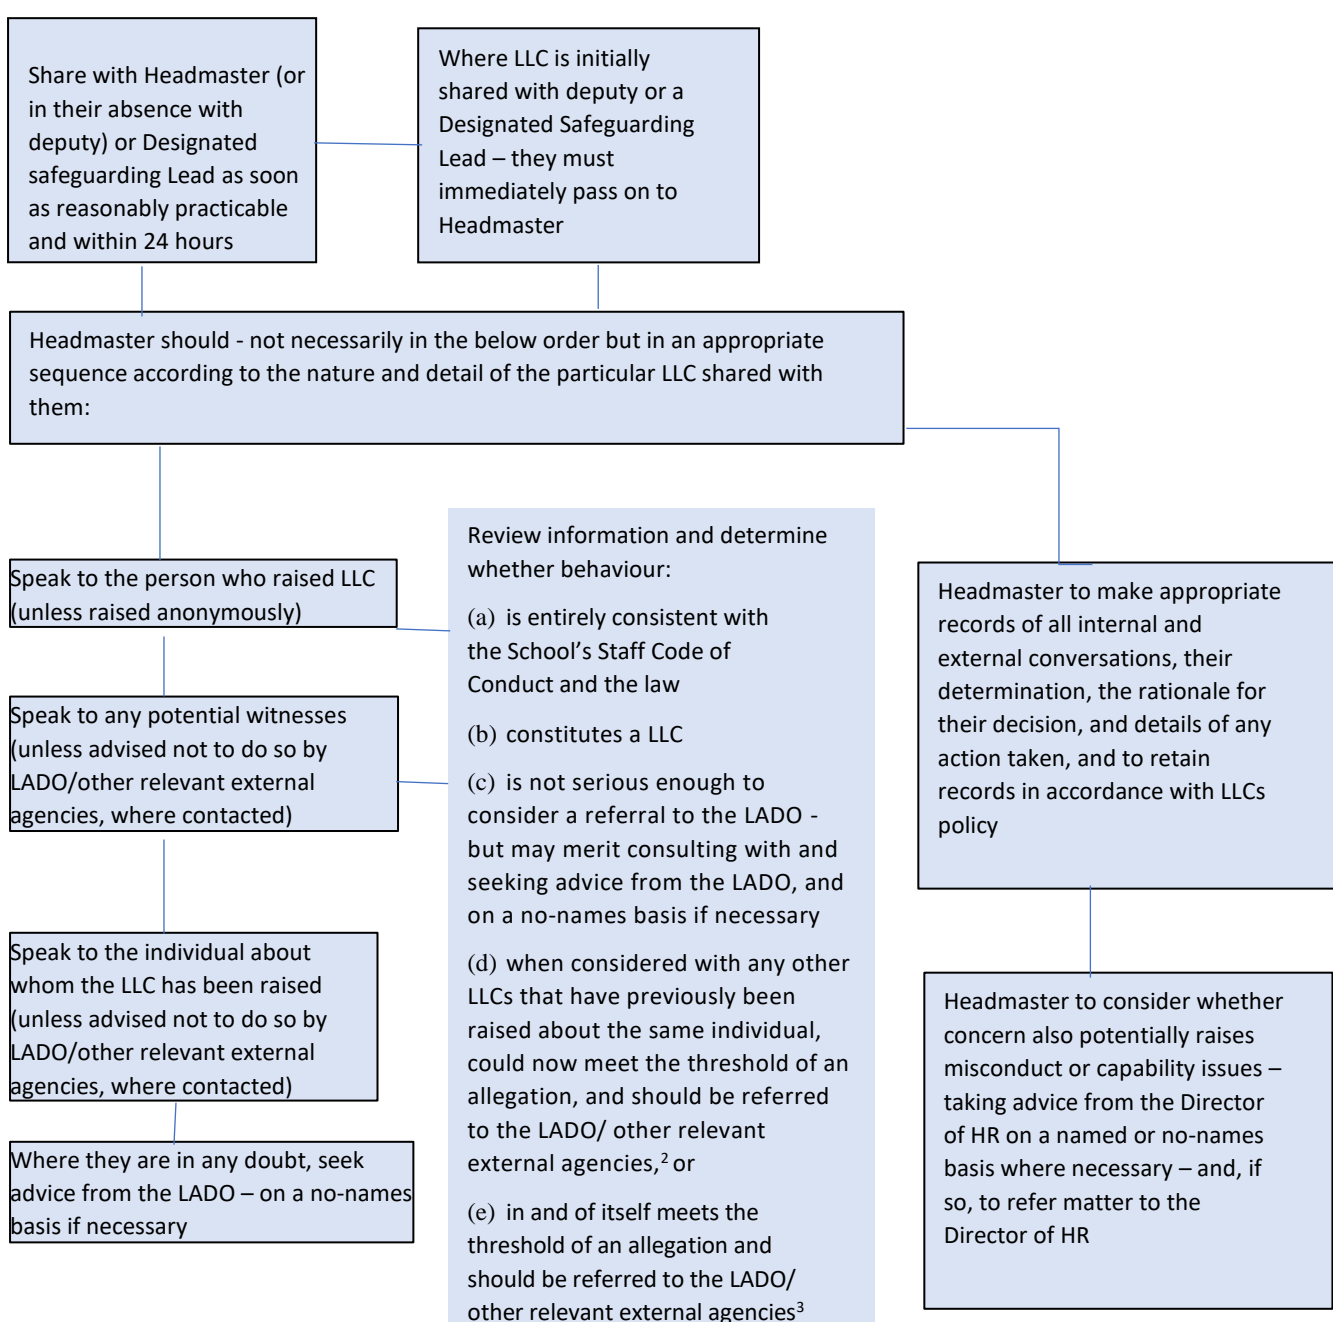 Share with Headmaster (or
in their absence with
deputy) or Designated
safeguarding Lead as soon
as reasonably practicable
and within 24 hours
Where LLC is initially
shared with deputy or a
Designated Safeguarding
Lead – they must
immediately pass on to
Headmaster
Headmaster should - not necessarily in the below order but in an appropriate
sequence according to the nature and detail of the particular LLC shared with
them:
Speak to the person who raised LLC
(unless raised anonymously)
Speak to any potential witnesses
(unless advised not to do so by
LADO/other relevant external
agencies, where contacted)
Speak to the individual about
whom the LLC has been raised
(unless advised not to do so by
LADO/other relevant external
agencies, where contacted)
Where they are in any doubt, seek
advice from the LADO – on a no-names
basis if necessary
Review information and determine
whether behaviour:
(a) is entirely consistent with
the School’s Staff Code of
Conduct and the law
(b) constitutes a LLC
(c) is not serious enough to
consider a referral to the LADO -
but may merit consulting with and
seeking advice from the LADO, and
on a no-names basis if necessary
(d) when considered with any other
LLCs that have previously been
raised about the same individual,
could now meet the threshold of an
allegation, and should be referred
to the LADO/ other relevant
external agencies,² or
(e) in and of itself meets the
threshold of an allegation and
should be referred to the LADO/
other relevant external agencies³
Headmaster to make appropriate
records of all internal and
external conversations, their
determination, the rationale for
their decision, and details of any
action taken, and to retain
records in accordance with LLCs
policy
Headmaster to consider whether
concern also potentially raises
misconduct or capability issues –
taking advice from the Director
of HR on a named or no-names
basis where necessary – and, if
so, to refer matter to the
Director of HR